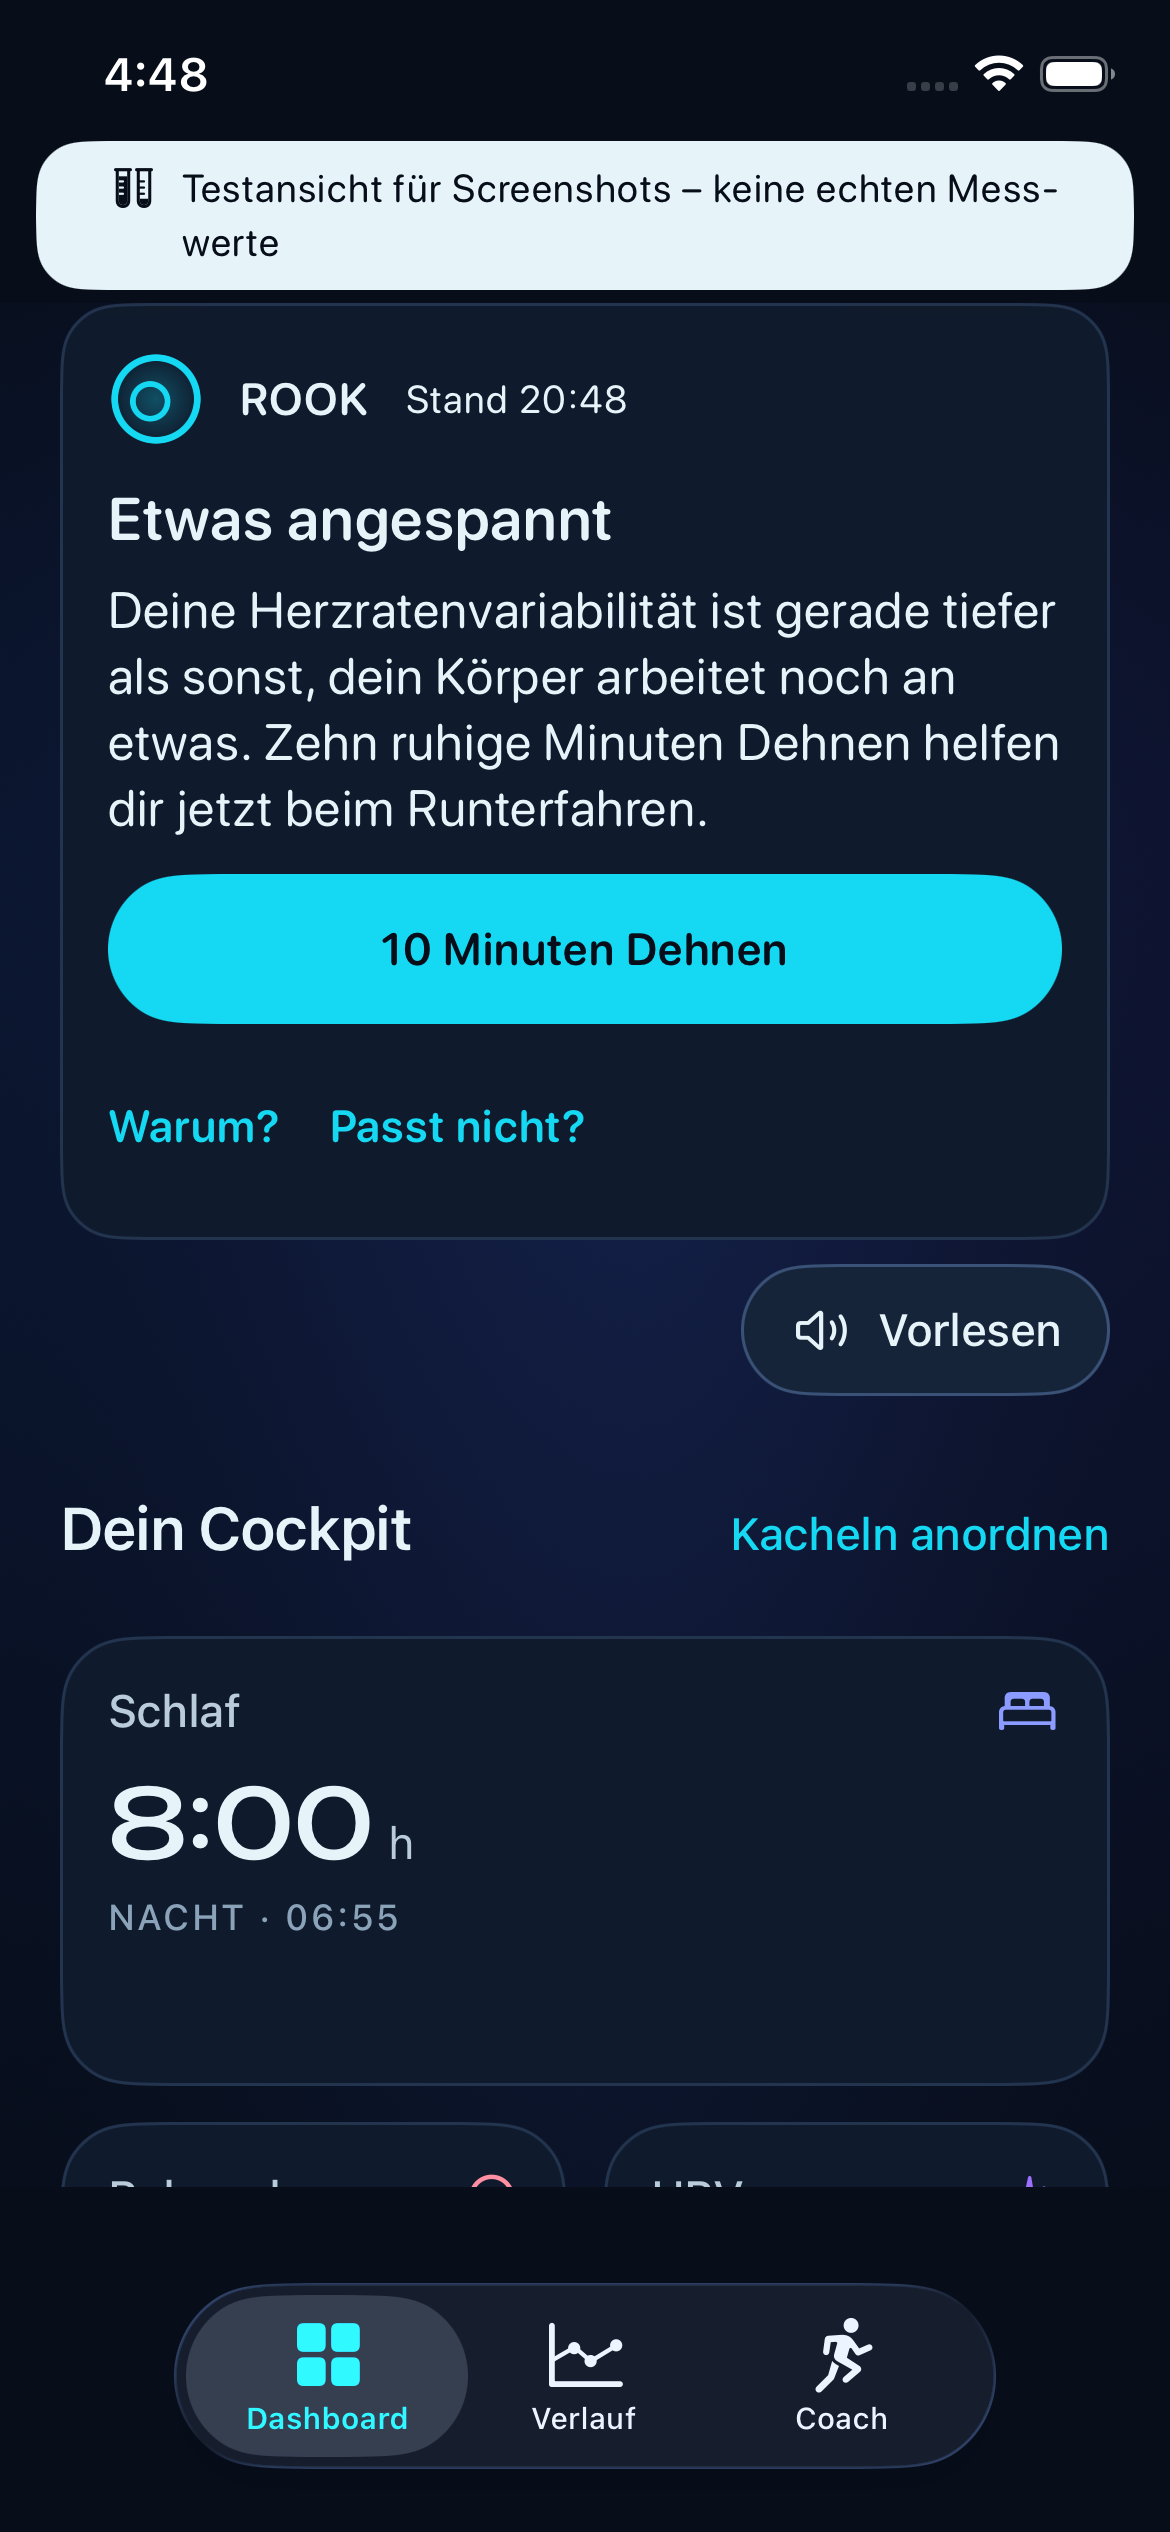 4:48
Testansicht für Screenshots – keine echten Mess-
werte
ROOK Stand 20:48
Etwas angespannt
Deine Herzratenvariabilität ist gerade tiefer
als sonst, dein Körper arbeitet noch an
etwas. Zehn ruhige Minuten Dehnen helfen
dir jetzt beim Runterfahren.
10 Minuten Dehnen
Warum? Passt nicht?
Vorlesen
Dein Cockpit Kacheln anordnen
Schlaf
8:00 h
NACHT · 06:55
HRV
Dashboard Verlauf Coach